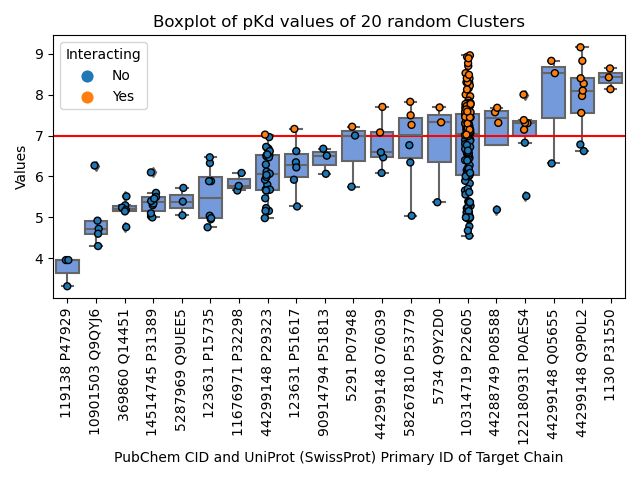 Boxplot of pKd values of 20 random Clusters
Interacting
No
Yes
Values
9
8
7
6
5
4
119138 P47929
10901503 Q9QYJ6
369860 Q14451
14514745 P31389
5287969 Q9UEE5
123631 P15735
11676971 P32298
44299148 P29323
123631 P51617
90914794 P51813
5291 P07948
44299148 O76039
58267810 P53779
5734 Q9Y2D0
10314719 P22605
44288749 P08588
122180931 P0AES4
44299148 Q05655
44299148 Q9P0L2
1130 P31550
PubChem CID and UniProt (SwissProt) Primary ID of Target Chain